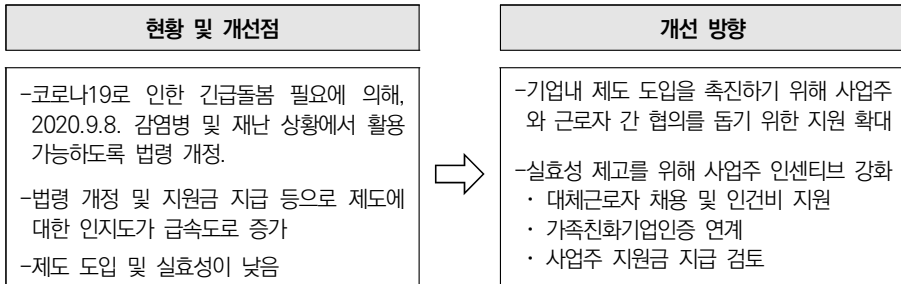 현황 및 개선점
-코로나19로 인한 긴급돌봄 필요에 의해,
2020.9.8. 감염병 및 재난 상황에서 활용
가능하도록 법령 개정.
-법령 개정 및 지원금 지급 등으로 제도에
대한 인지도가 급속도로 증가
-제도 도입 및 실효성이 낮음
개선 방향
-기업내 제도 도입을 촉진하기 위해 사업주
와 근로자 간 협의를 돕기 위한 지원 확대
-실효성 제고를 위해 사업주 인센티브 강화
· 대체근로자 채용 및 인건비 지원
· 가족친화기업인증 연계
· 사업주 지원금 지급 검토